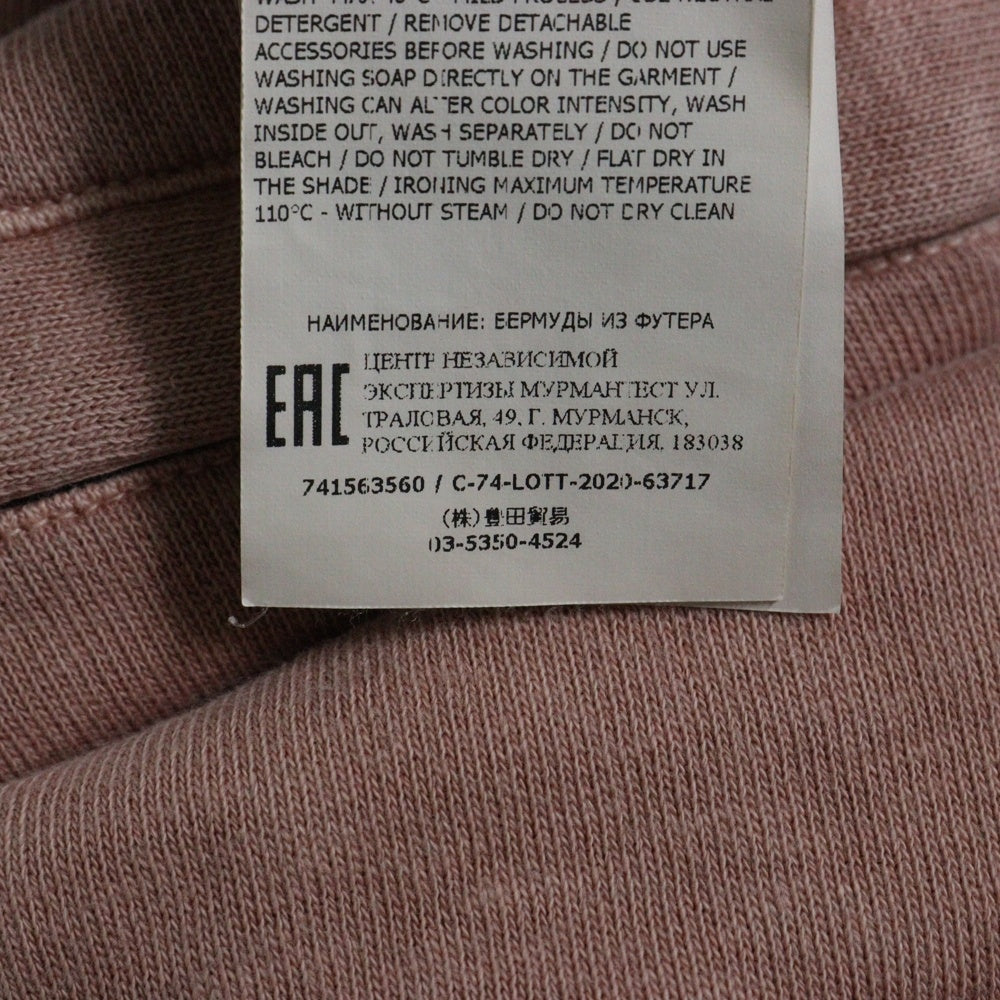 DETERGENT / REMOVE DETACHABLE
ACCESSORIES BEFORE WASHING / DO NOT USE
WASHING SOAP DIRECTLY ON THE GARMENT /
WASHING CAN ALTER COLOR INTENSITY, WASH
INSIDE OUT, WASH SEPARATELY / DO NOT
BLEACH / DO NOT TUMBLE DRY / FLAT DRY IN
THE SHADE / IRONING MAXIMUM TEMPERATURE
110°C - WITHOUT STEAM / DO NOT DRY CLEAN
НАИМЕНОВАНИЕ: БЕРМУДЫ ИЗ ФУТЕРА
EAC
ЦЕНТР НЕЗАВИСИМОЙ
ЭКСПЕРТИЗЫ МУРМАНТЕСТ УЛ.
ТРАЛОВАЯ, 49, Г. МУРМАНСК,
РОССИЙСКАЯ ФЕДЕРАЦИЯ, 183038
741563560 / C-74-LOTT-2020-63717
(株)豊田貿易
03-5350-4524